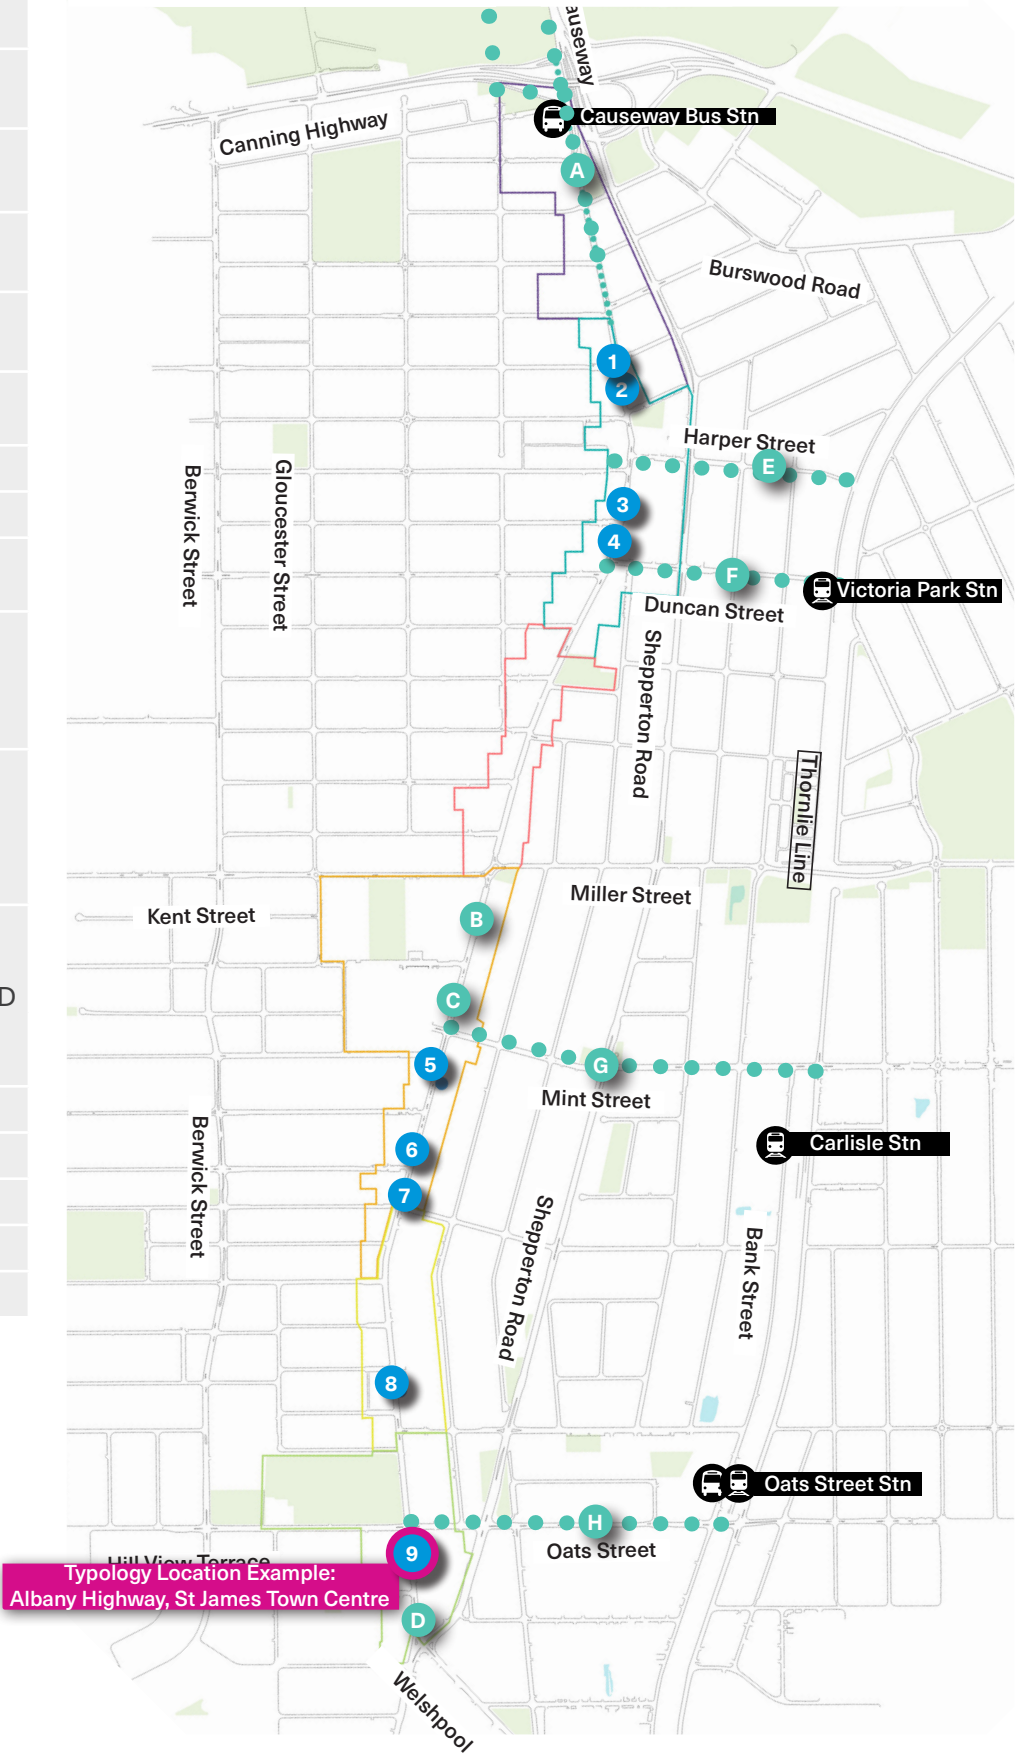 auseway
Causeway Bus Stn
Canning Highway
A
Burswood Road
1
2
Harper Street
E
Berwick Street
Gloucester Street
3
4
F
Victoria Park Stn
Duncan Street
Shepperton Road
Thornlie Line
Miller Street
Kent Street
B
D
C
5
G
Mint Street
Carlisle Stn
Berwick Street
6
7
Shepperton Road
Bank Street
8
Oats Street Stn
H
Oats Street
9
Hill View Terrace
Typology Location Example:
Albany Highway, St James Town Centre
D
Welshpool